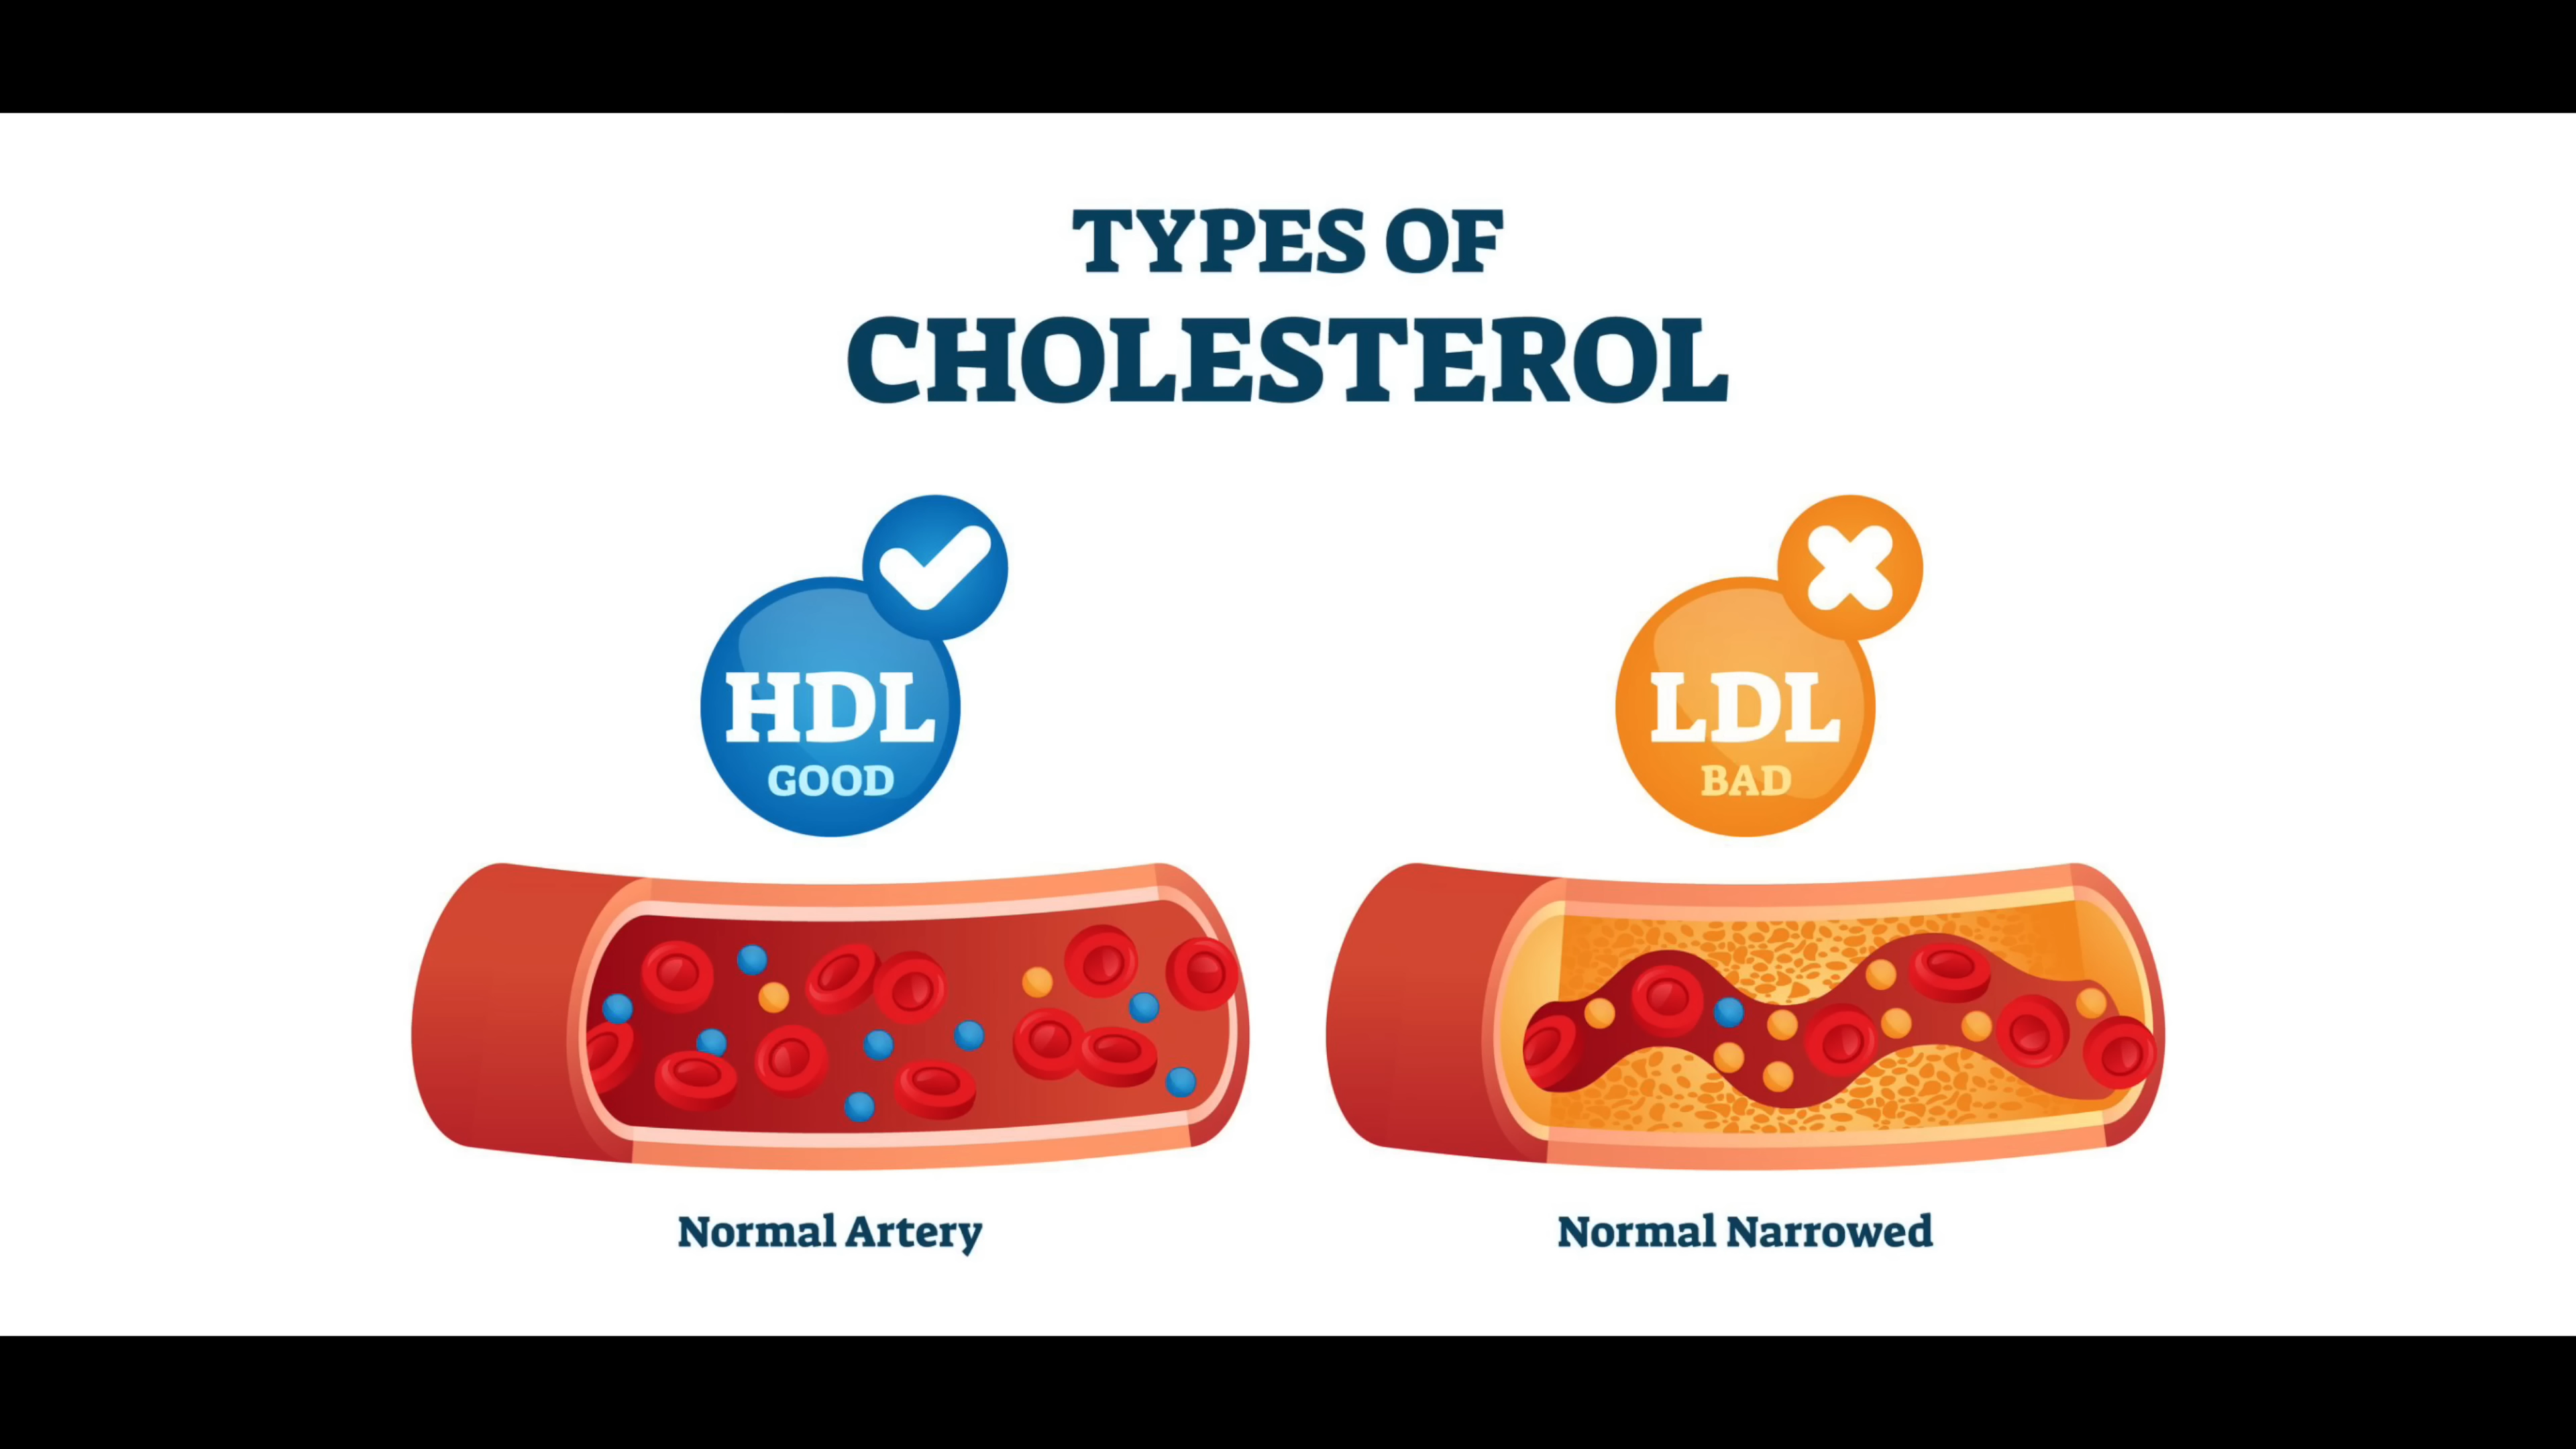 TYPES OF
CHOLESTEROL
HDL
GOOD
LDL
BAD
Normal Artery
Normal Narrowed